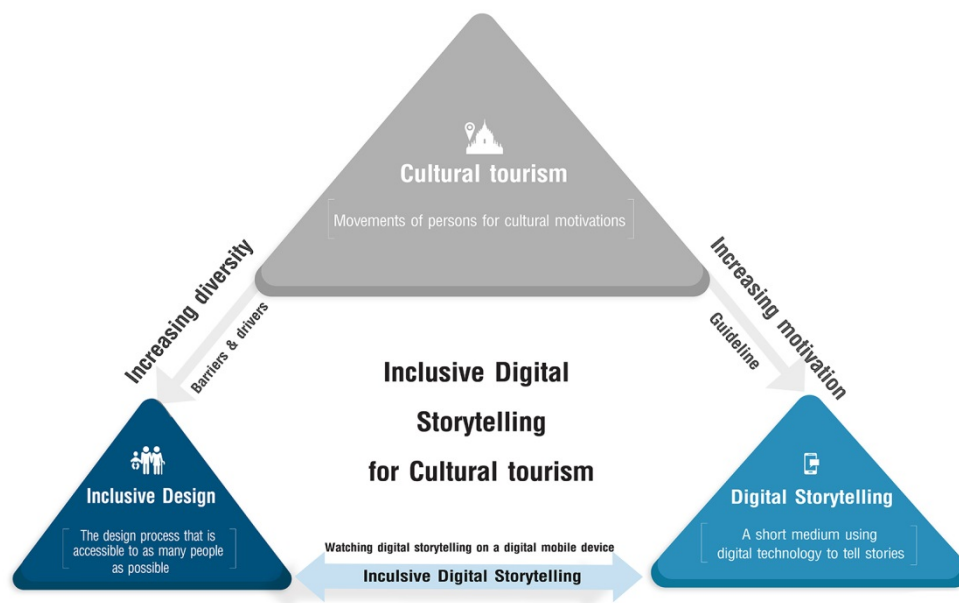 Cultural tourism
Movements of persons for cultural motivations
Increasing diversity
Barriers & drivers
Increasing motivation
Guideline
Inclusive Digital
Storytelling
for Cultural tourism
Inclusive Design
The design process that is
accessible to as many people
as possible
Digital Storytelling
A short medium using
digital technology to tell stories
Watching digital storytelling on a digital mobile device
Inculsive Digital Storytelling